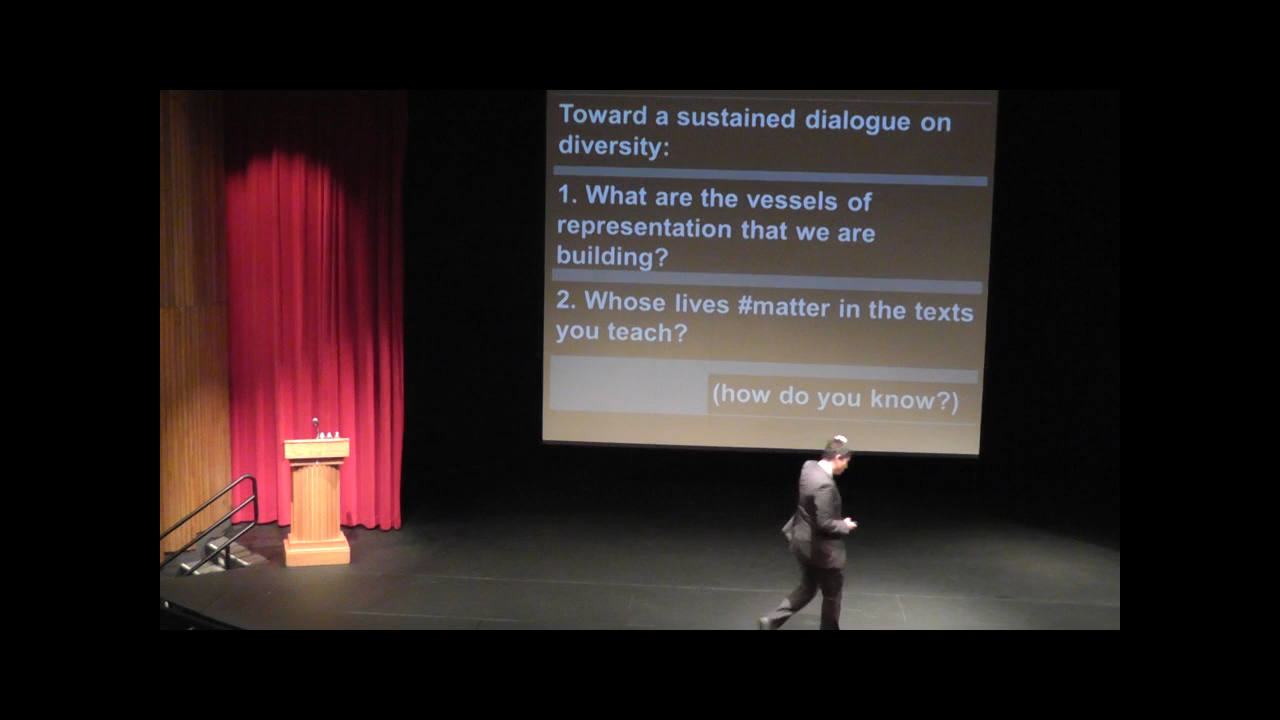 Toward a sustained dialogue on
diversity:
1. What are the vessels of
representation that we are
building?
2. Whose lives #matter in the texts
you teach?
(how do you know?)